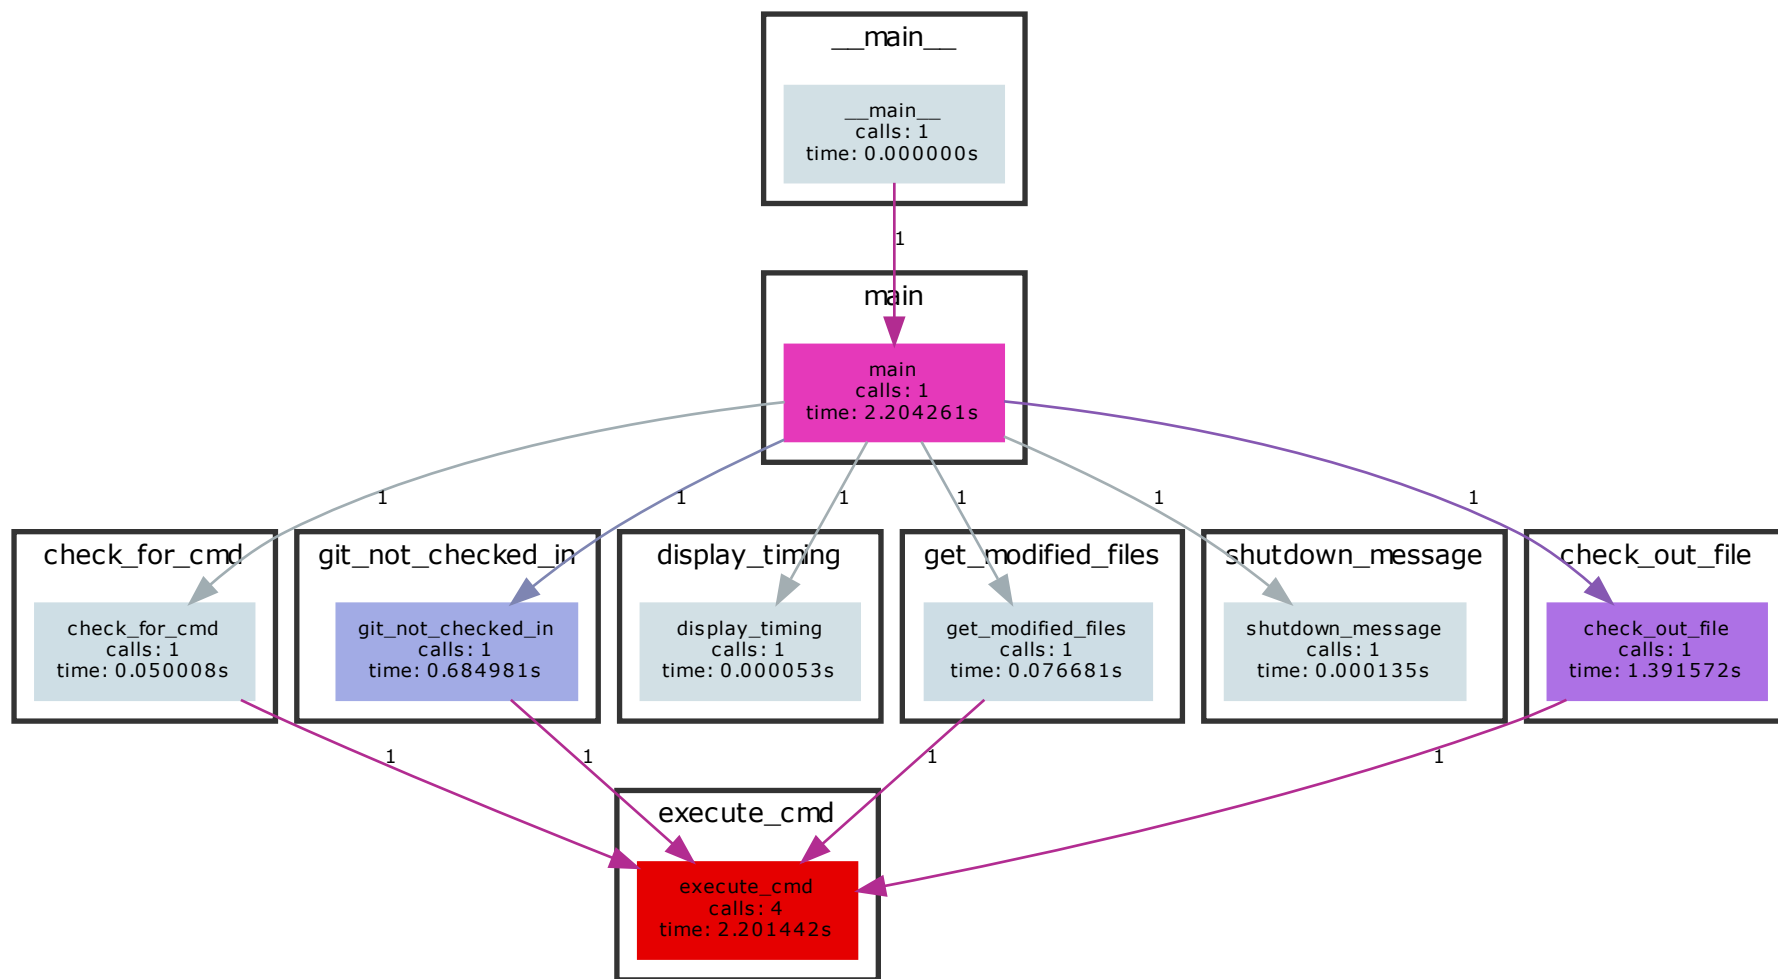 __main__
__main__
calls: 1
time: 0.000000s
1
main
main
calls: 1
time: 2.204261s
1
1
1
1
1
1
check_for_cmd
check_for_cmd
calls: 1
time: 0.050008s
git_not_checked_in
git_not_checked_in
calls: 1
time: 0.684981s
display_timing
display_timing
calls: 1
time: 0.000053s
get_modified_files
get_modified_files
calls: 1
time: 0.076681s
shutdown_message
shutdown_message
calls: 1
time: 0.000135s
check_out_file
check_out_file
calls: 1
time: 1.391572s
1
1
1
1
execute_cmd
execute_cmd
calls: 4
time: 2.201442s